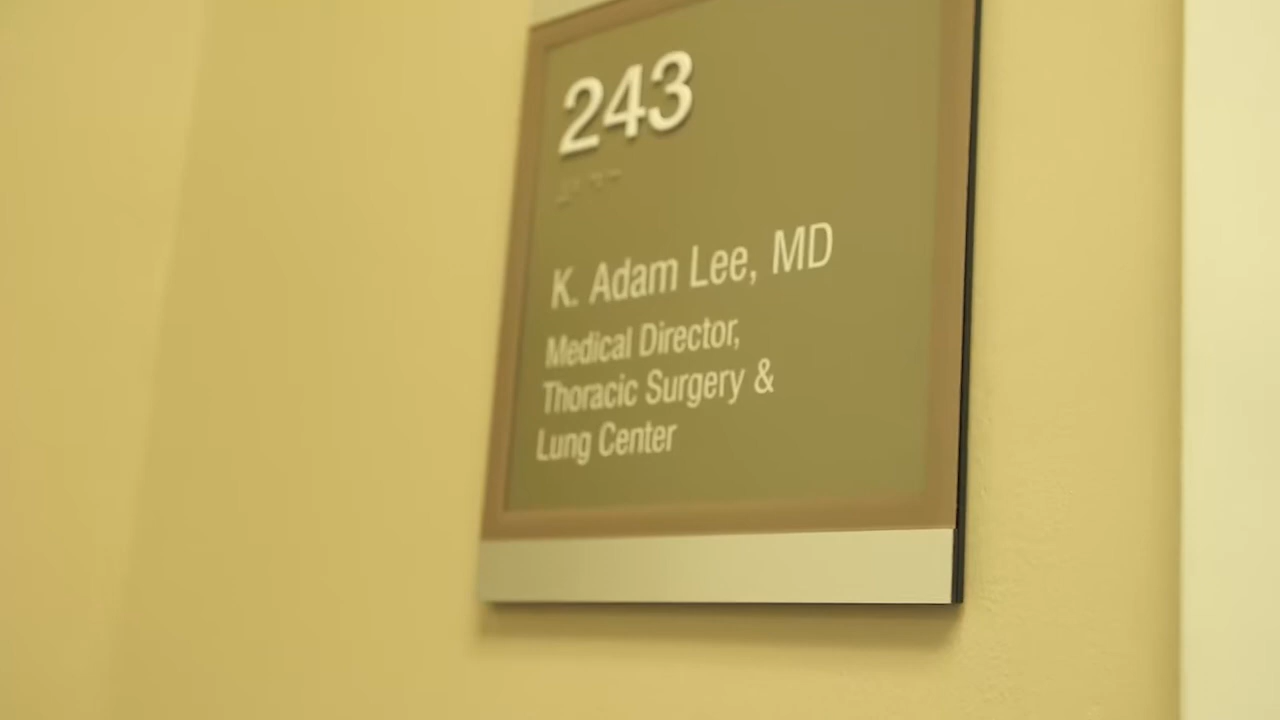 243
K. Adam Lee, MD
Medical Director,
Thoracic Surgery &
Lung Center